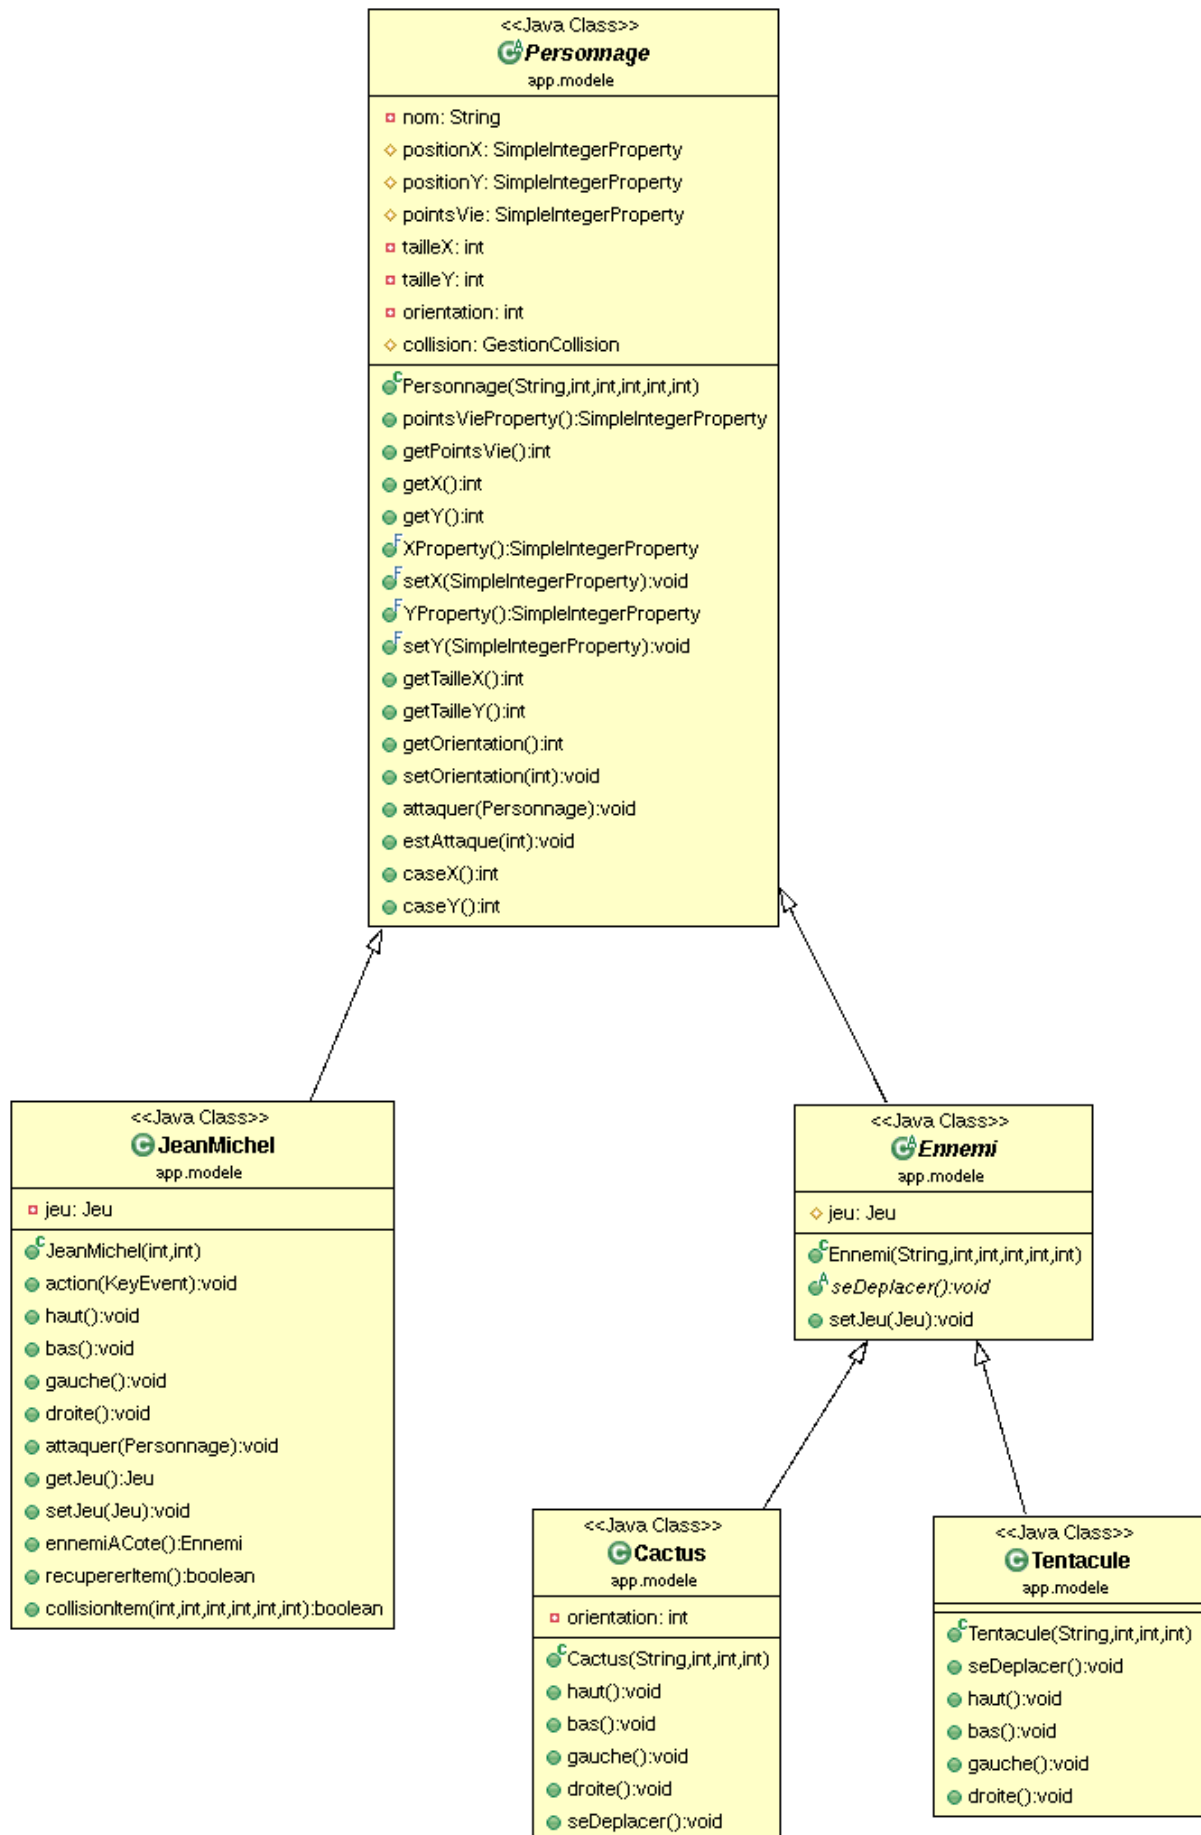 <<Java Class>>
Personnage
app.modele
nom: String
positionX: SimpleIntegerProperty
positionY: SimpleIntegerProperty
pointsVie: SimpleIntegerProperty
tailleX: int
tailleY: int
orientation: int
collision: GestionCollision
Personnage(String,int,int,int,int,int)
pointsVieProperty():SimpleIntegerProperty
getPointsVie():int
getX():int
getY():int
XProperty():SimpleIntegerProperty
setX(SimpleIntegerProperty):void
YProperty():SimpleIntegerProperty
setY(SimpleIntegerProperty):void
getTailleX():int
getTailleY():int
getOrientation():int
setOrientation(int):void
attaquer(Personnage):void
estAttaque(int):void
caseX():int
caseY():int
<<Java Class>>
JeanMichel
app.modele
jeu: Jeu
JeanMichel(int,int)
action(KeyEvent):void
haut():void
bas():void
gauche():void
droite():void
attaquer(Personnage):void
getJeu():Jeu
setJeu(Jeu):void
ennemiACote():Ennemi
recupererItem():boolean
collisionItem(int,int,int,int,int,int):boolean
<<Java Class>>
Ennemi
app.modele
jeu: Jeu
Ennemi(String,int,int,int,int,int)
seDeplacer():void
setJeu(Jeu):void
<<Java Class>>
Cactus
app.modele
orientation: int
Cactus(String,int,int,int)
haut():void
bas():void
gauche():void
droite():void
seDeplacer():void
<<Java Class>>
Tentacule
app.modele
Tentacule(String,int,int,int)
seDeplacer():void
haut():void
bas():void
gauche():void
droite():void